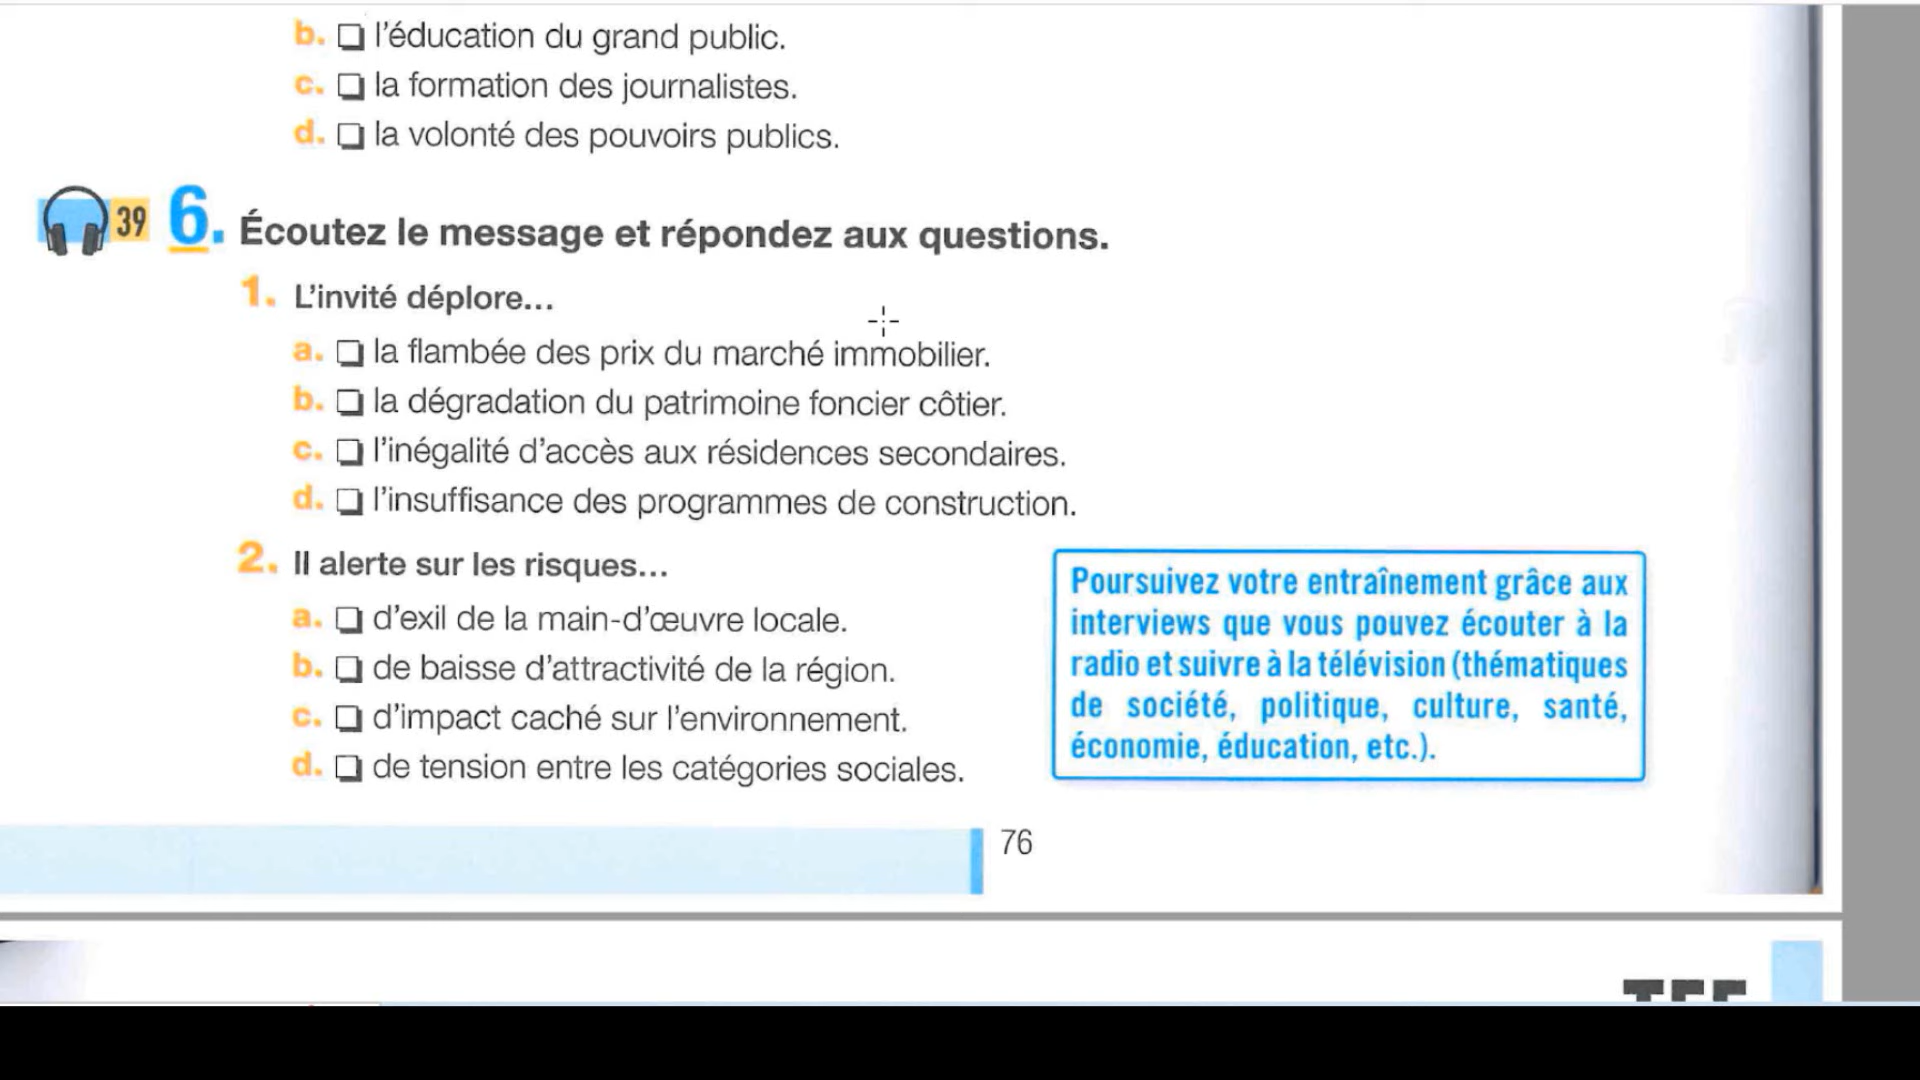 b. ❏ l'éducation du grand public.
c. ❏ la formation des journalistes.
d. ❏ la volonté des pouvoirs publics.
39 6. Écoutez le message et répondez aux questions.
1. L'invité déplore...
a. ❏ la flambée des prix du marché immobilier.
b. ❏ la dégradation du patrimoine foncier côtier.
c. ❏ l'inégalité d'accès aux résidences secondaires.
d. ❏ l'insuffisance des programmes de construction.
2. Il alerte sur les risques...
a. ❏ d'exil de la main-d'œuvre locale.
b. ❏ de baisse d'attractivité de la région.
c. ❏ d'impact caché sur l'environnement.
d. ❏ de tension entre les catégories sociales.
Poursuivez votre entraînement grâce aux
interviews que vous pouvez écouter à la
radio et suivre à la télévision (thématiques
de société, politique, culture, santé,
économie, éducation, etc.).
76